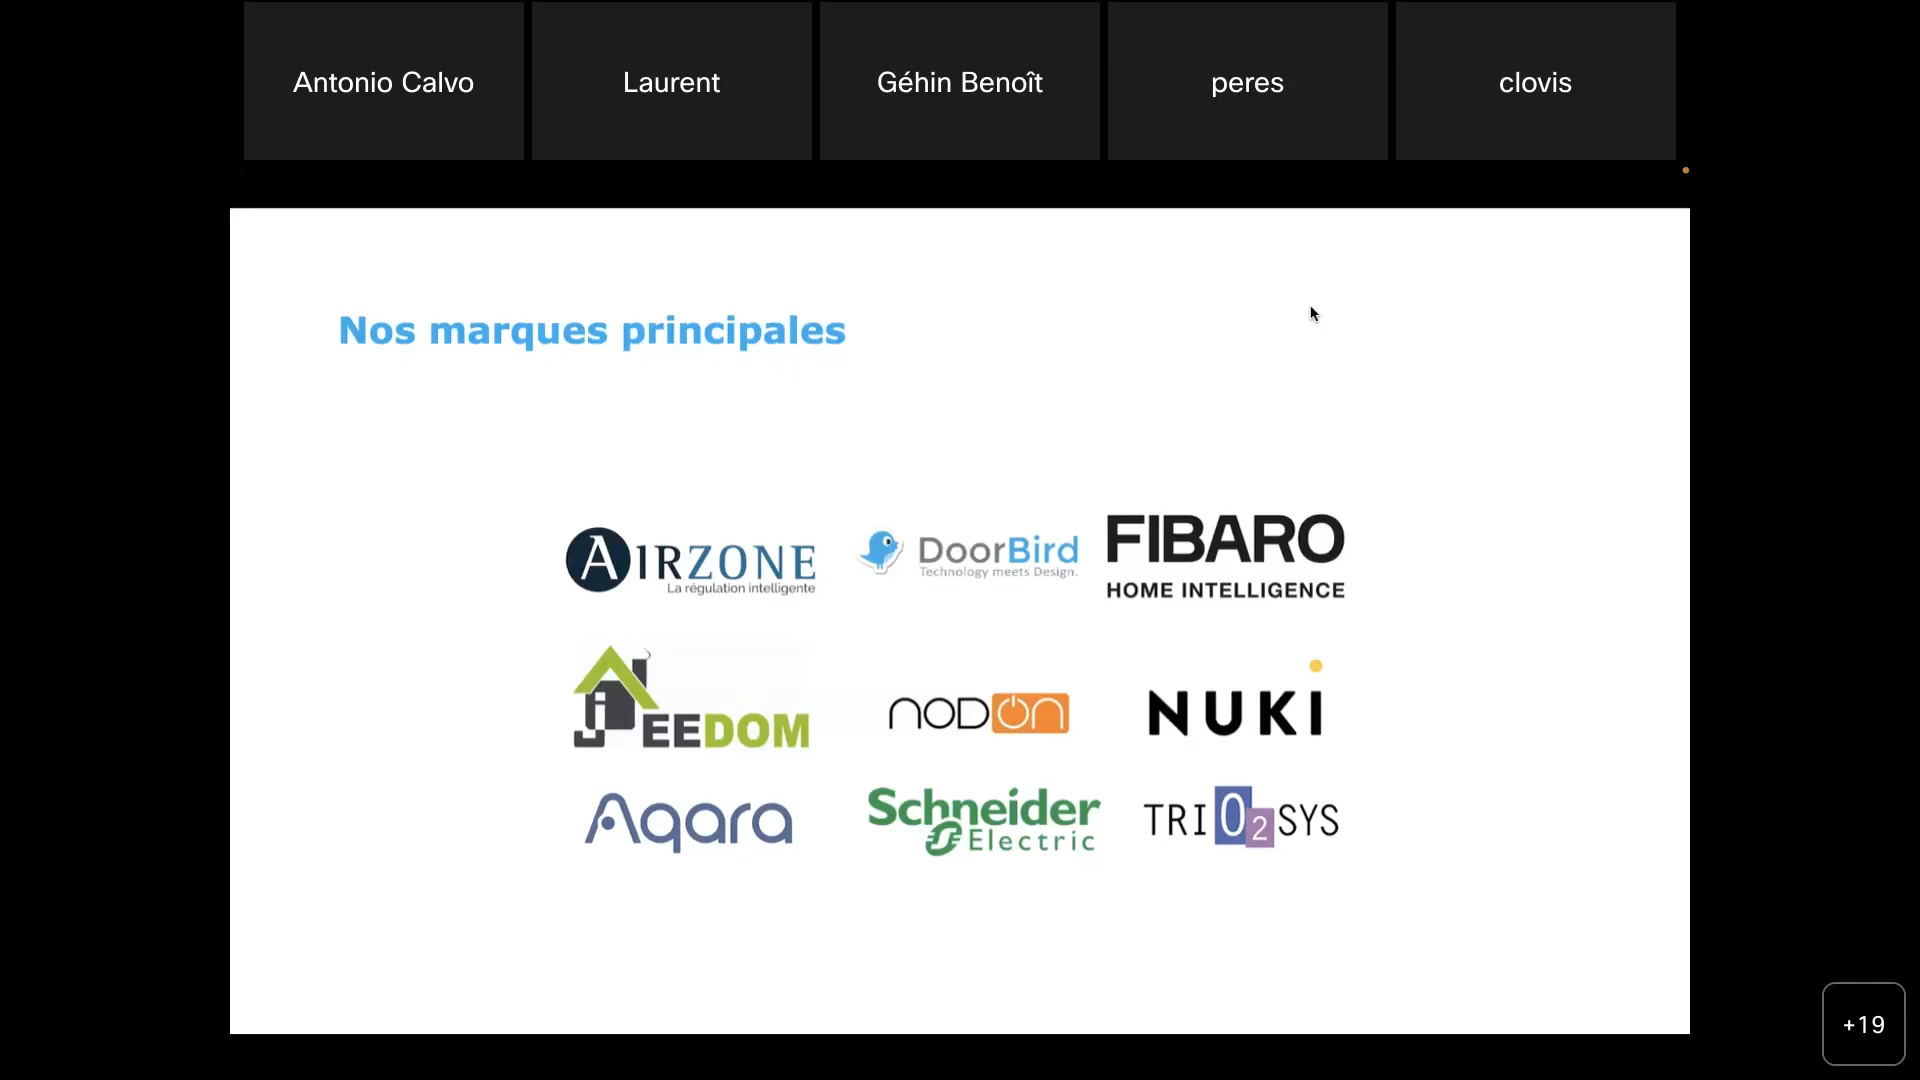 Antonio Calvo
Laurent
Géhin Benoît
peres
clovis
Nos marques principales
AIRZONE
La régulation intelligente
DoorBird
Technology meets Design.
FIBARO
HOME INTELLIGENCE
JEEDOM
NODON
NUKI
Aqara
Schneider
Electric
TRIO2SYS
+19